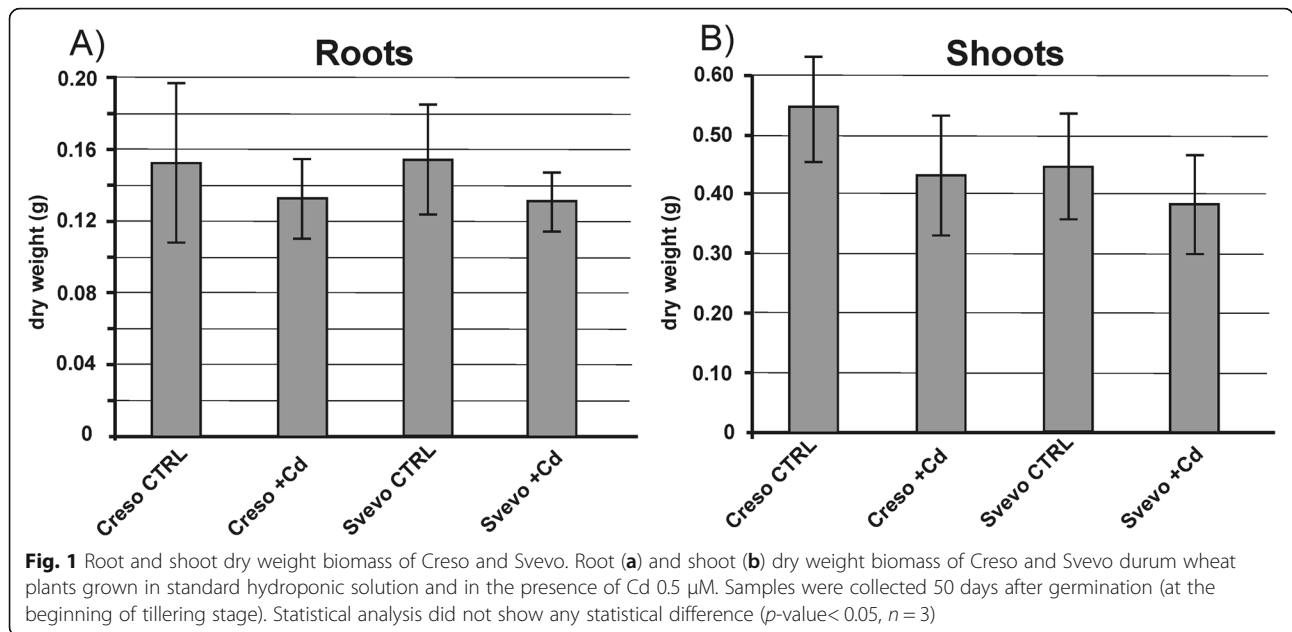 A) Roots
dry weight (g)
0.20
0.16
0.12
0.08
0.04
0
Creso CTRL
Creso +Cd
Svevo CTRL
Svevo +Cd
B) Shoots
dry weight (g)
0.60
0.50
0.40
0.30
0.20
0.10
0
Creso CTRL
Creso +Cd
Svevo CTRL
Svevo +Cd
Fig. 1 Root and shoot dry weight biomass of Creso and Svevo. Root (a) and shoot (b) dry weight biomass of Creso and Svevo durum wheat
plants grown in standard hydroponic solution and in the presence of Cd 0.5 μM. Samples were collected 50 days after germination (at the
beginning of tillering stage). Statistical analysis did not show any statistical difference (p-value< 0.05, n = 3)